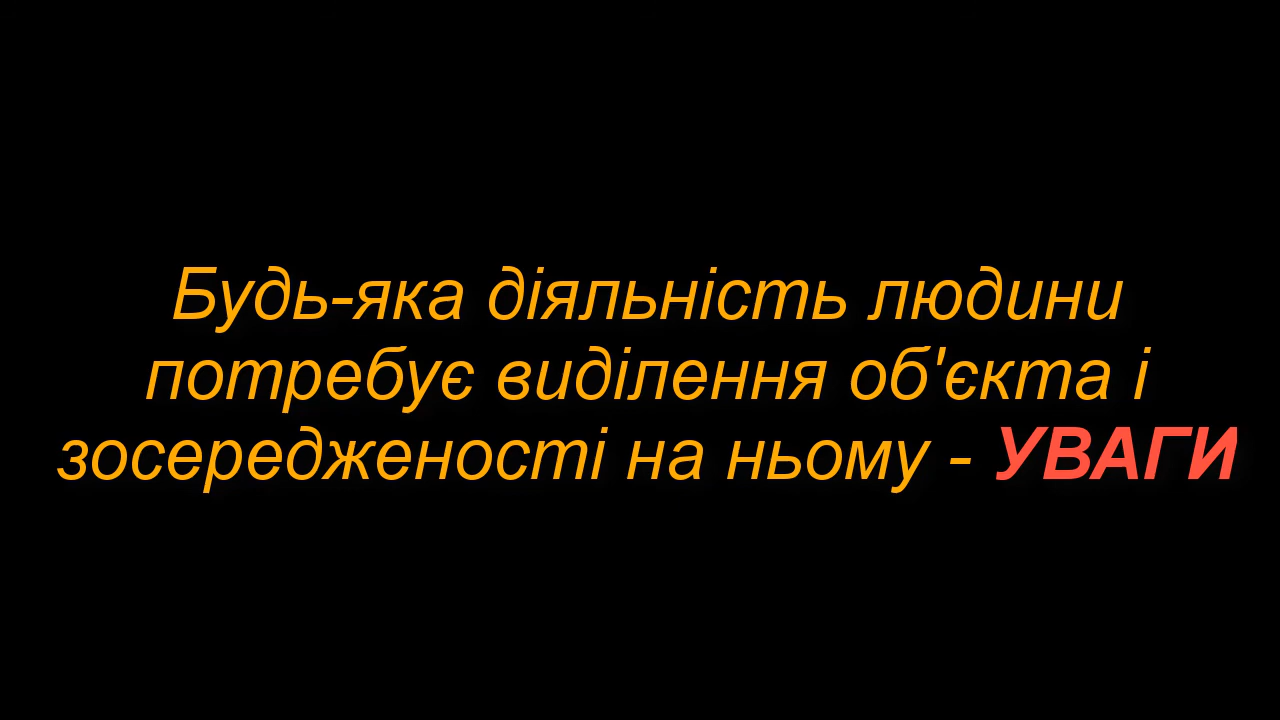 Будь-яка діяльність людини
потребує виділення об'єкта і
зосередженості на ньому - УВАГИ